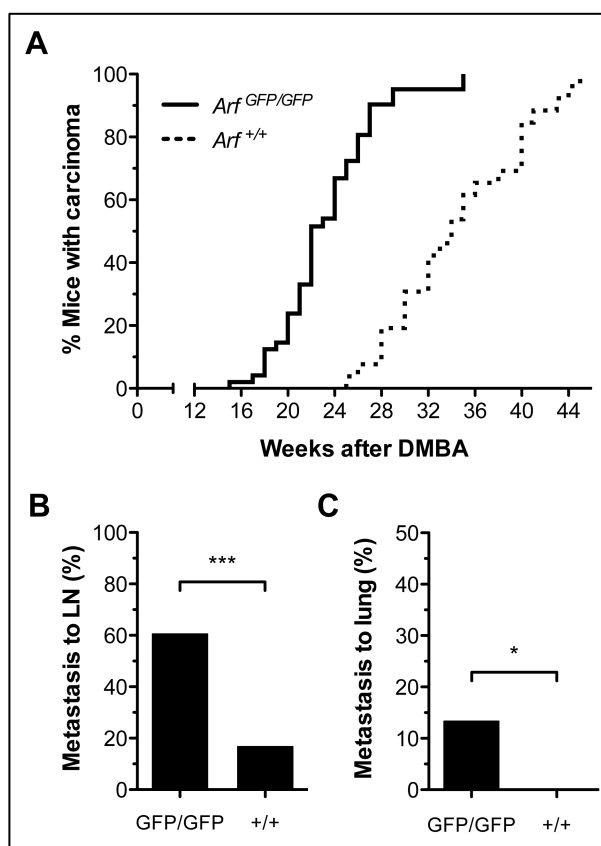 A
% Mice with carcinoma
100
80
60
40
20
0
Arf GFP/GFP
Arf +/+
0 12 16 20 24 28 32 36 40 44
Weeks after DMBA
B
Metastasis to LN (%)
100
80
60
40
20
0
***
GFP/GFP +/+
C
Metastasis to lung (%)
50
40
30
20
10
0
*
GFP/GFP +/+